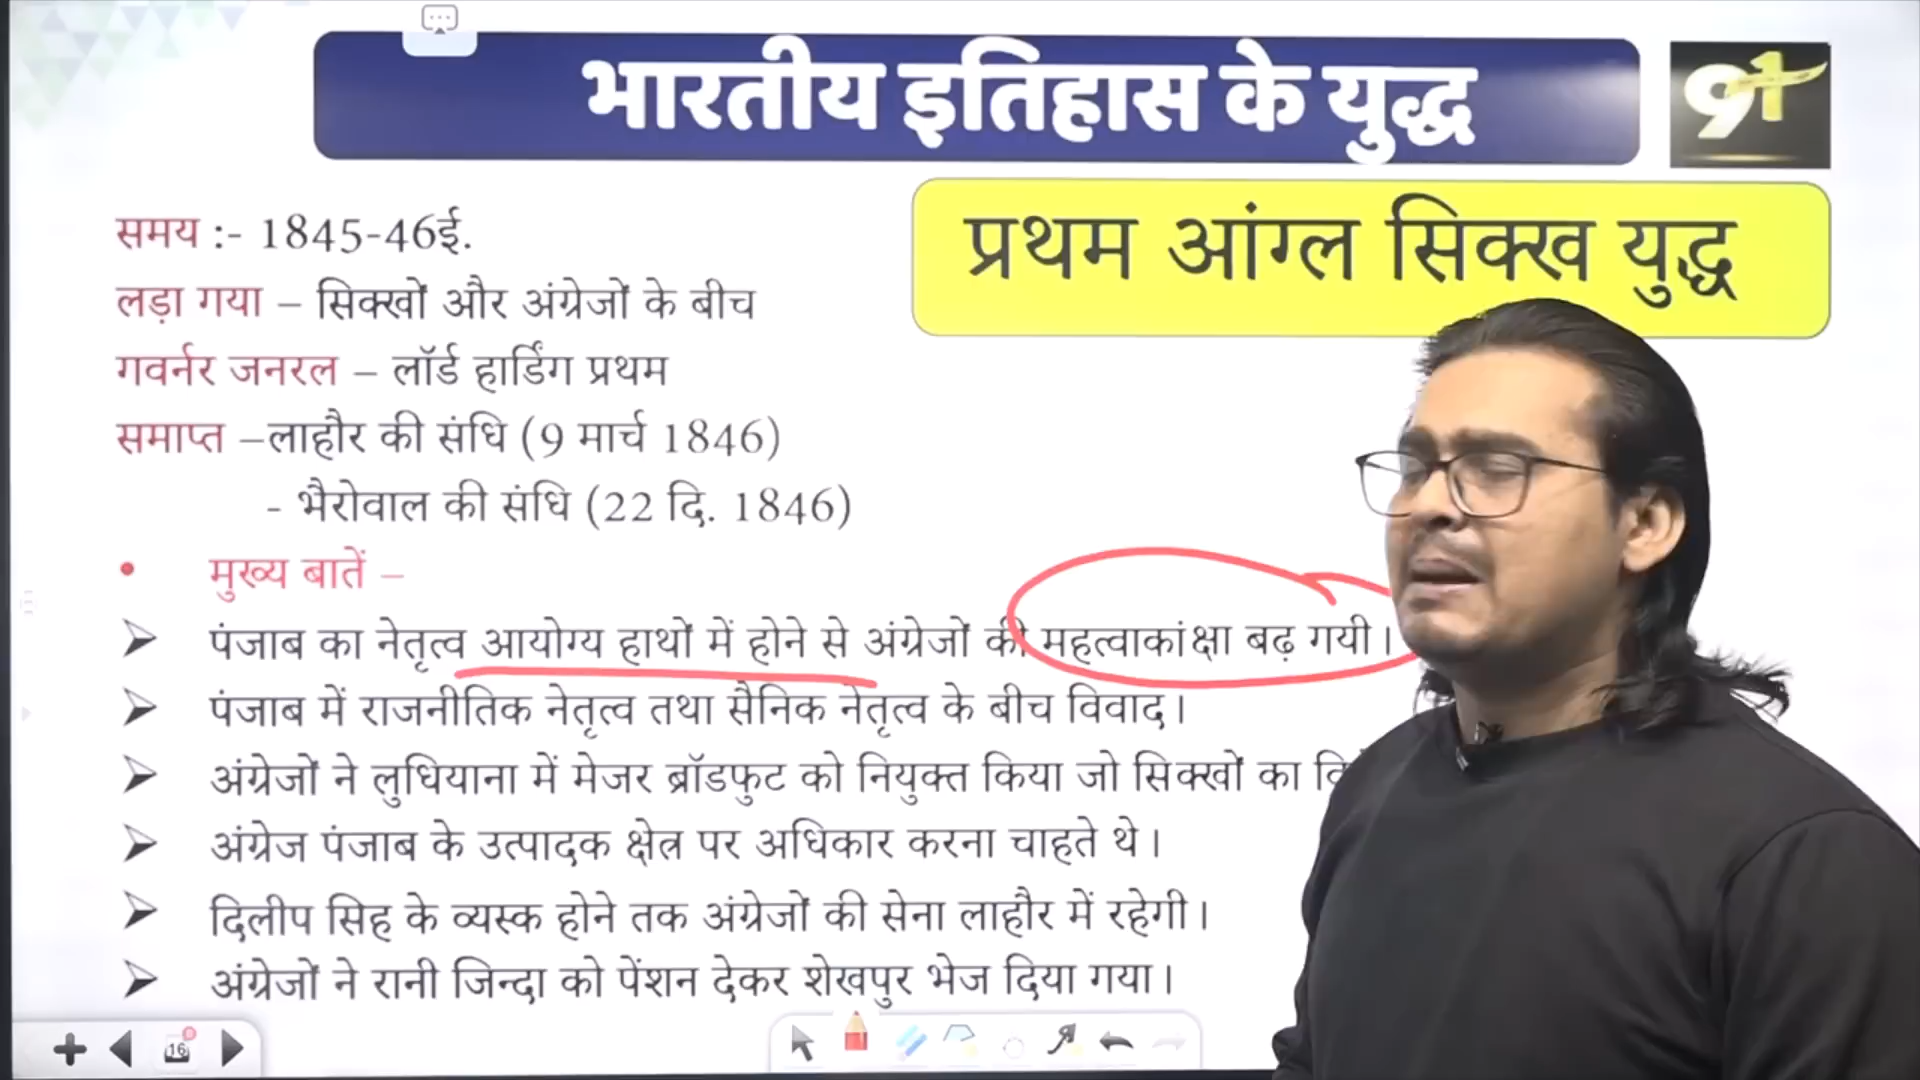 भारतीय इतिहास के युद्ध
91
प्रथम आंग्ल सिक्ख युद्ध
समय :- 1845-46ई.
लड़ा गया – सिक्खों और अंग्रेजों के बीच
गवर्नर जनरल – लॉर्ड हार्डिंग प्रथम
समाप्त –लाहौर की संधि (9 मार्च 1846)
- भैरोवाल की संधि (22 दि. 1846)
• मुख्य बातें –
➢ पंजाब का नेतृत्व आयोग्य हाथों में होने से अंग्रेजों की महत्वाकांक्षा बढ़ गयी।
➢ पंजाब में राजनीतिक नेतृत्व तथा सैनिक नेतृत्व के बीच विवाद।
➢ अंग्रेजों ने लुधियाना में मेजर ब्रॉडफुट को नियुक्त किया जो सिक्खों का
➢ अंग्रेज पंजाब के उत्पादक क्षेत्र पर अधिकार करना चाहते थे।
➢ दिलीप सिह के व्यस्क होने तक अंग्रेजों की सेना लाहौर में रहेगी।
➢ अंग्रेजों ने रानी जिन्दा को पेंशन देकर शेखपुर भेज दिया गया।
16